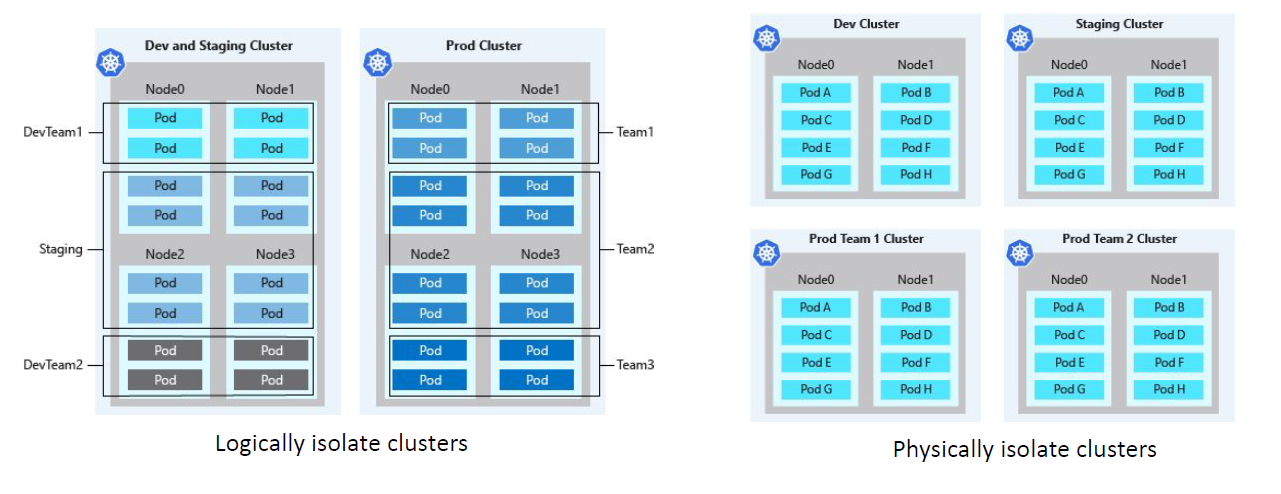 Dev and Staging Cluster
Node0 Node1
DevTeam1
Pod Pod
Pod Pod
Staging
Pod Pod
Pod Pod
Node2 Node3
Pod Pod
Pod Pod
DevTeam2
Pod Pod
Pod Pod
Prod Cluster
Node0 Node1
Pod Pod
Pod Pod
Team1
Pod Pod
Pod Pod
Node2 Node3
Team2
Pod Pod
Pod Pod
Pod Pod
Pod Pod
Team3
Logically isolate clusters
Dev Cluster
Node0 Node1
Pod A Pod B
Pod C Pod D
Pod E Pod F
Pod G Pod H
Staging Cluster
Node0 Node1
Pod A Pod B
Pod C Pod D
Pod E Pod F
Pod G Pod H
Prod Team 1 Cluster
Node0 Node1
Pod A Pod B
Pod C Pod D
Pod E Pod F
Pod G Pod H
Prod Team 2 Cluster
Node0 Node1
Pod A Pod B
Pod C Pod D
Pod E Pod F
Pod G Pod H
Physically isolate clusters